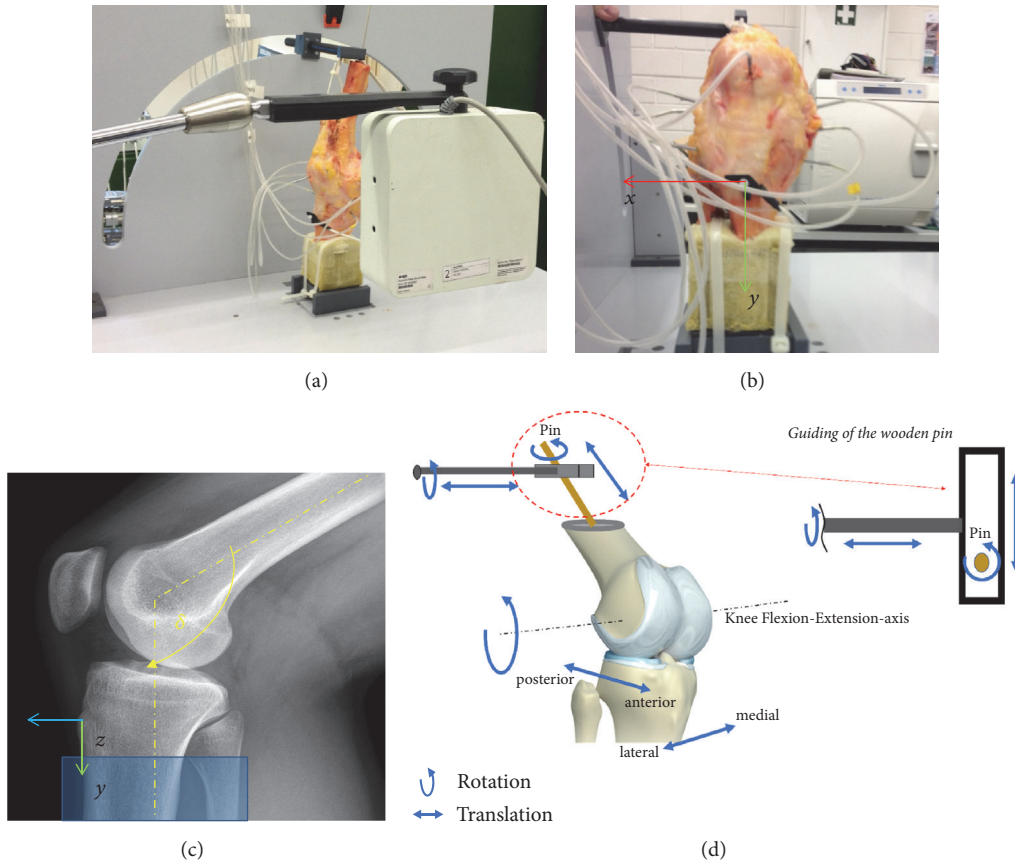 2
x
y
(a)
(b)
Pin
Guiding of the wooden pin
Pin
Knee Flexion-Extension-axis
posterior
anterior
medial
lateral
z
y
Rotation
Translation
(c)
(d)